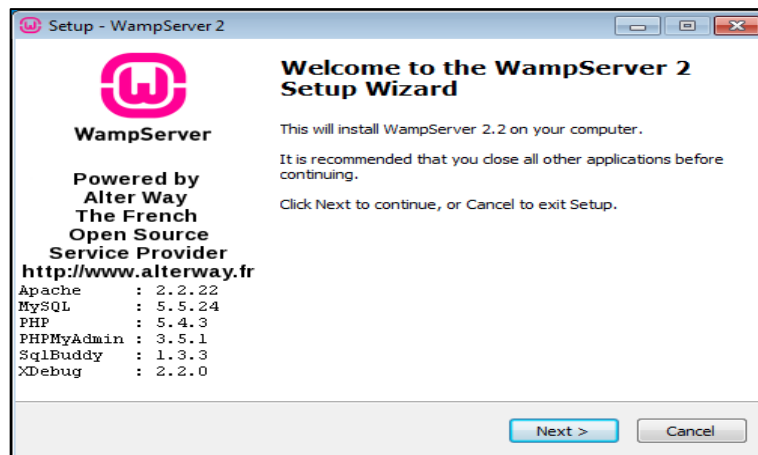 Setup - WampServer 2
WampServer
Powered by
Alter Way
The French
Open Source
Service Provider
http://www.alterway.fr
Apache : 2.2.22
MySQL : 5.5.24
PHP : 5.4.3
PHPMyAdmin : 3.5.1
SqlBuddy : 1.3.3
XDebug : 2.2.0
Welcome to the WampServer 2
Setup Wizard
This will install WampServer 2.2 on your computer.
It is recommended that you close all other applications before
continuing.
Click Next to continue, or Cancel to exit Setup.
Next >
Cancel